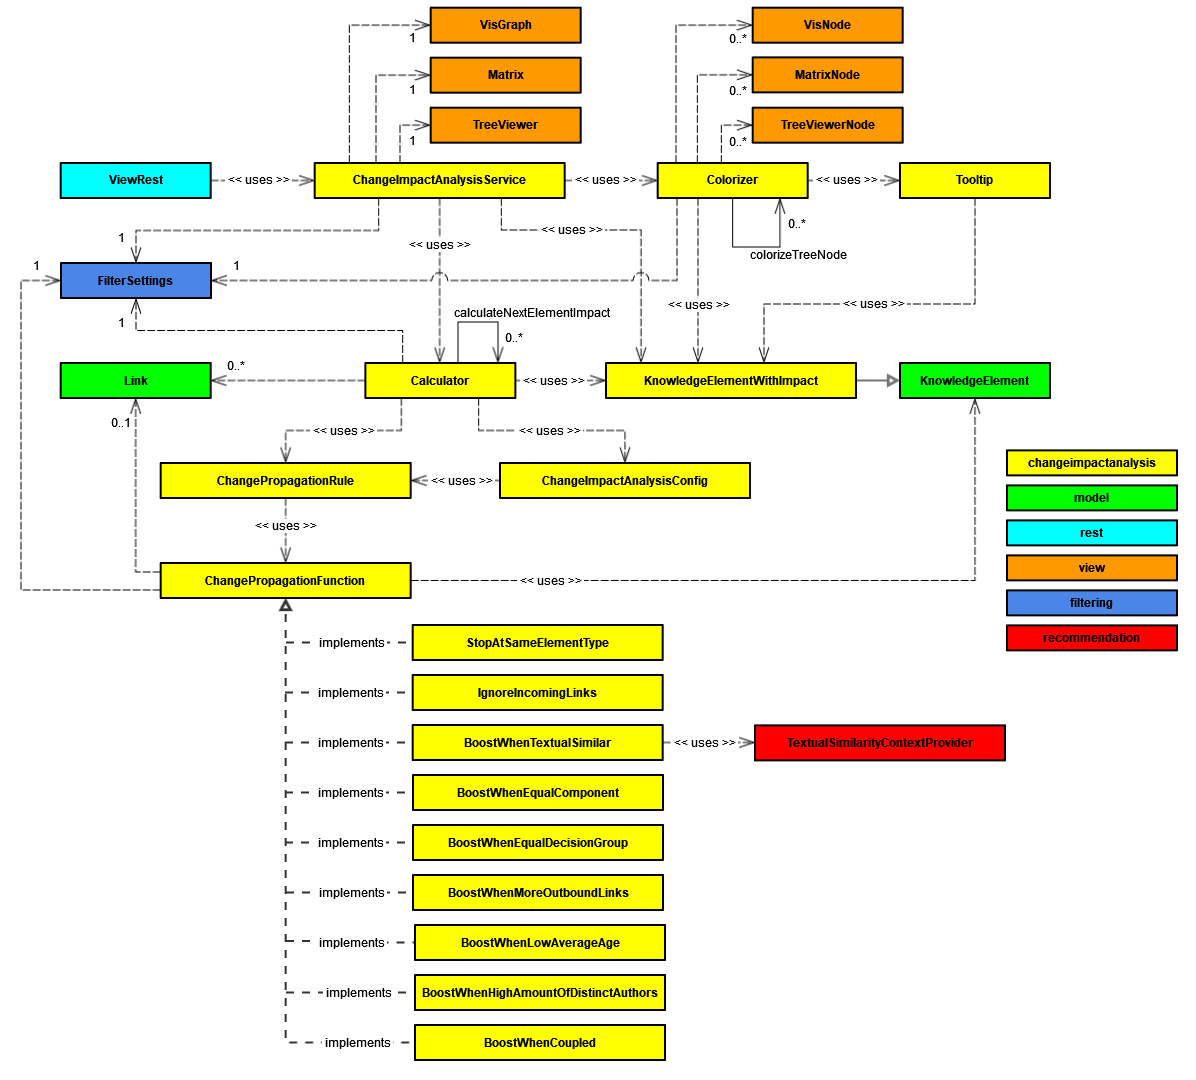 VisGraph
VisNode
1
0..*
Matrix
MatrixNode
1
0..*
TreeViewer
TreeViewerNode
1
0..*
ViewRest
<< uses >>
ChangeImpactAnalysisService
<< uses >>
Colorizer
<< uses >>
Tooltip
1
<< uses >>
<< uses >>
0..*
colorizeTreeNode
1
FilterSettings
1
<< uses >>
<< uses >>
1
calculateNextElementImpact
0..*
0..*
Link
Calculator
<< uses >>
KnowledgeElementWithImpact
KnowledgeElement
0..1
<< uses >>
<< uses >>
ChangePropagationRule
<< uses >>
ChangeImpactAnalysisConfig
<< uses >>
ChangePropagationFunction
<< uses >>
changeimpactanalysis
model
rest
view
filtering
recommendation
implements
StopAtSameElementType
implements
IgnoreIncomingLinks
implements
BoostWhenTextualSimilar
<< uses >>
TextualSimilarityContextProvider
implements
BoostWhenEqualComponent
implements
BoostWhenEqualDecisionGroup
implements
BoostWhenMoreOutboundLinks
implements
BoostWhenLowAverageAge
implements
BoostWhenHighAmountOfDistinctAuthors
implements
BoostWhenCoupled